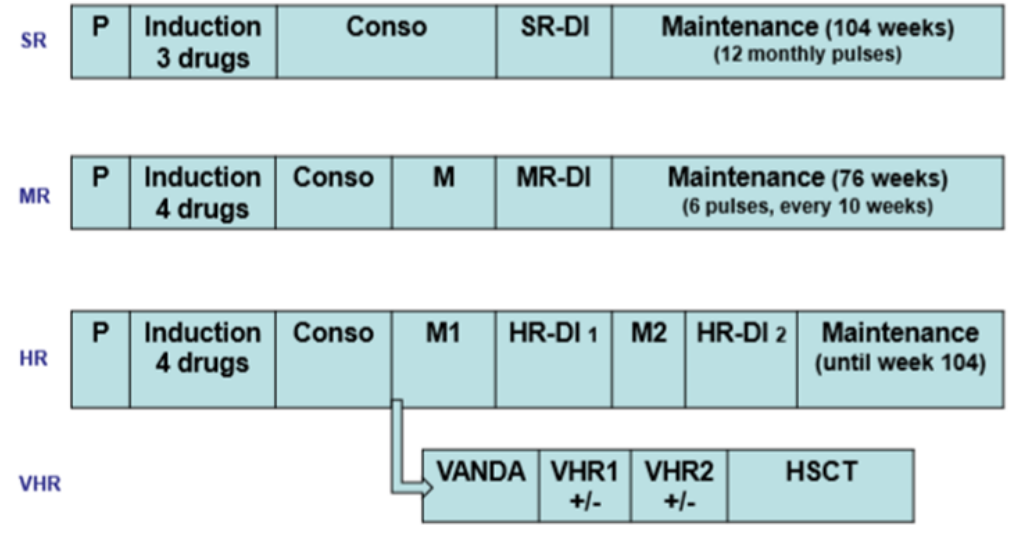 SR
P
Induction
3 drugs
Conso
SR-DI
Maintenance (104 weeks)
(12 monthly pulses)
MR
P
Induction
4 drugs
Conso
M
MR-DI
Maintenance (76 weeks)
(6 pulses, every 10 weeks)
HR
P
Induction
4 drugs
Conso
M1
HR-DI 1
M2
HR-DI 2
Maintenance
(until week 104)
VHR
VANDA
VHR1
+/-
VHR2
+/-
HSCT